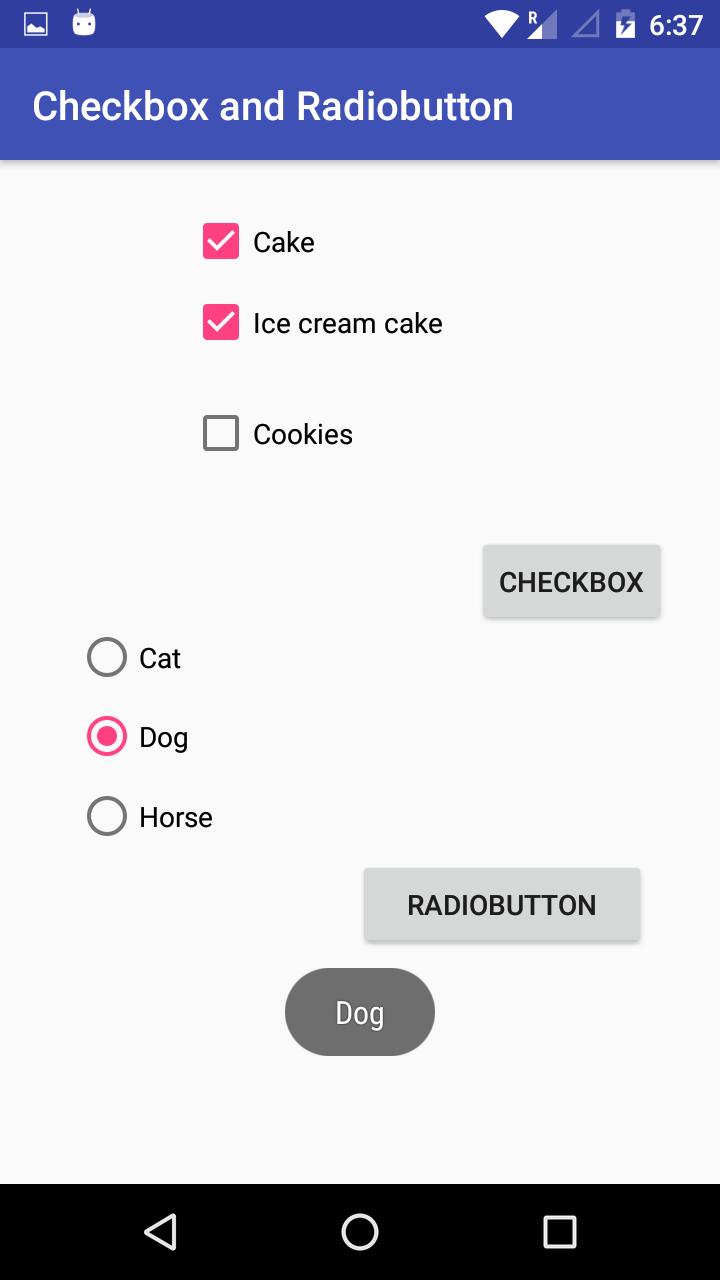 R
6:37
Checkbox and Radiobutton
Cake
Ice cream cake
Cookies
CHECKBOX
Cat
Dog
Horse
RADIOBUTTON
Dog